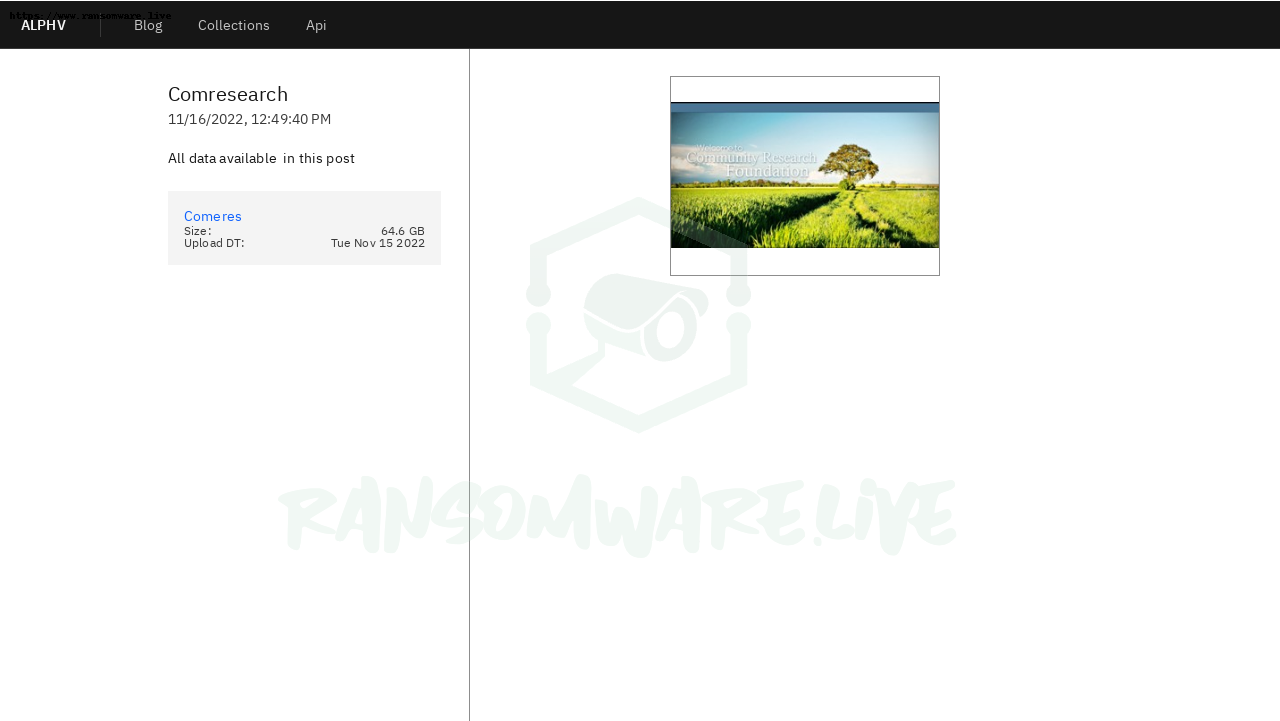 https://www.ransomware.live
ALPHV
Blog
Collections
Api
Comresearch
11/16/2022, 12:49:40 PM
All data available in this post
Comeres
Size: 64.6 GB
Upload DT: Tue Nov 15 2022
Welcome to
Community Research
Foundation
RANSOMWARE.LIVE